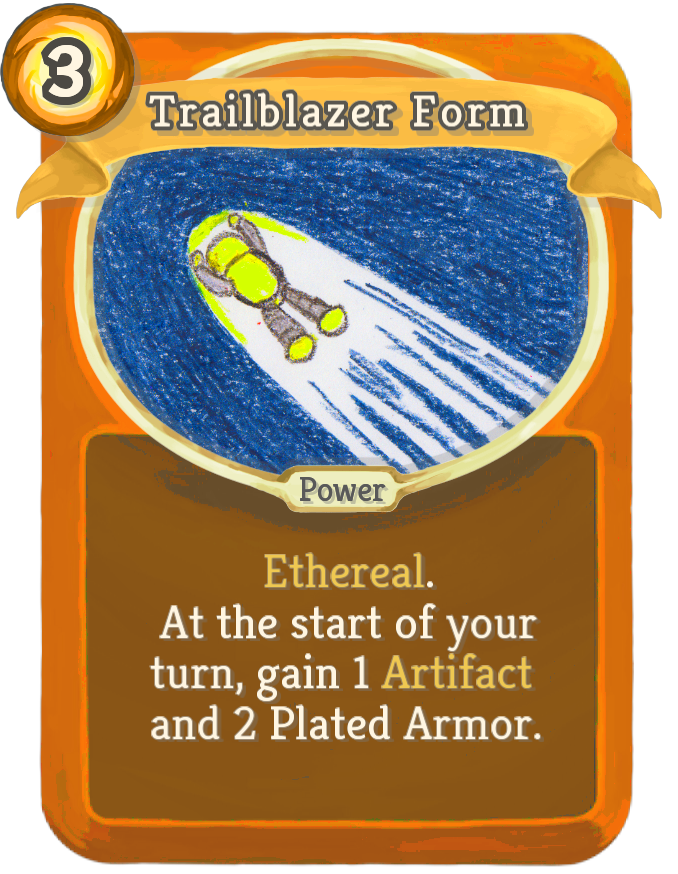 3
Trailblazer Form
Power
Ethereal.
At the start of your
turn, gain 1 Artifact
and 2 Plated Armor.